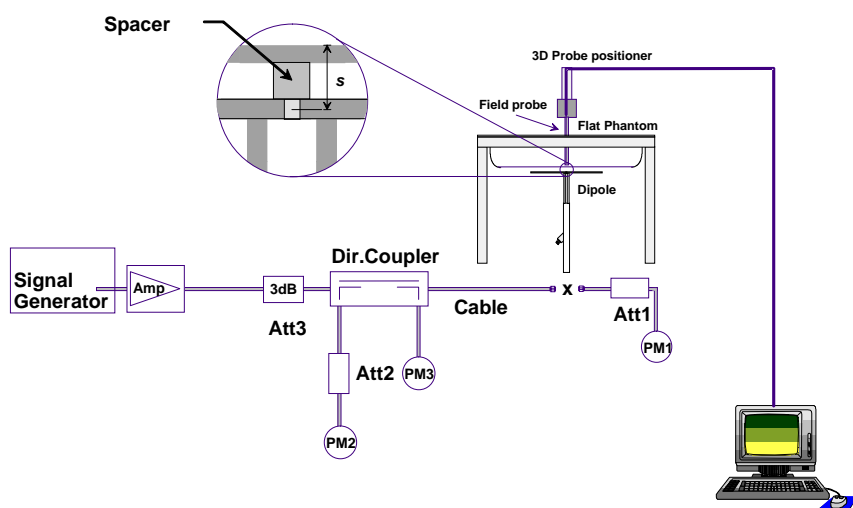 Spacer
s
3D Probe positioner
Field probe
Flat Phantom
Dipole
Signal
Generator
Amp
3dB
Att3
Dir.Coupler
Cable
x
Att1
PM1
Att2
PM3
PM2